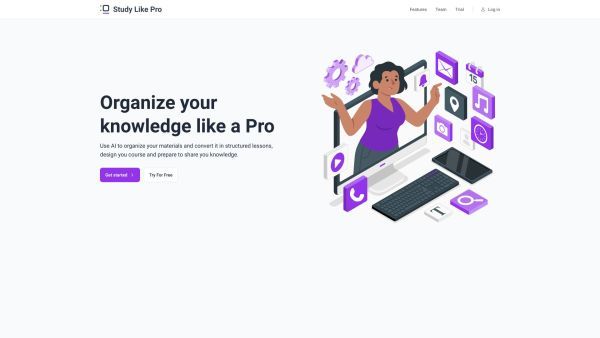 Study Like Pro
Features
Team
Trial
Log in
Organize your
knowledge like a Pro
Use AI to organize your materials and convert it in structured lessons,
design you course and prepare to share you knowledge.
Get started
Try For Free
15
T